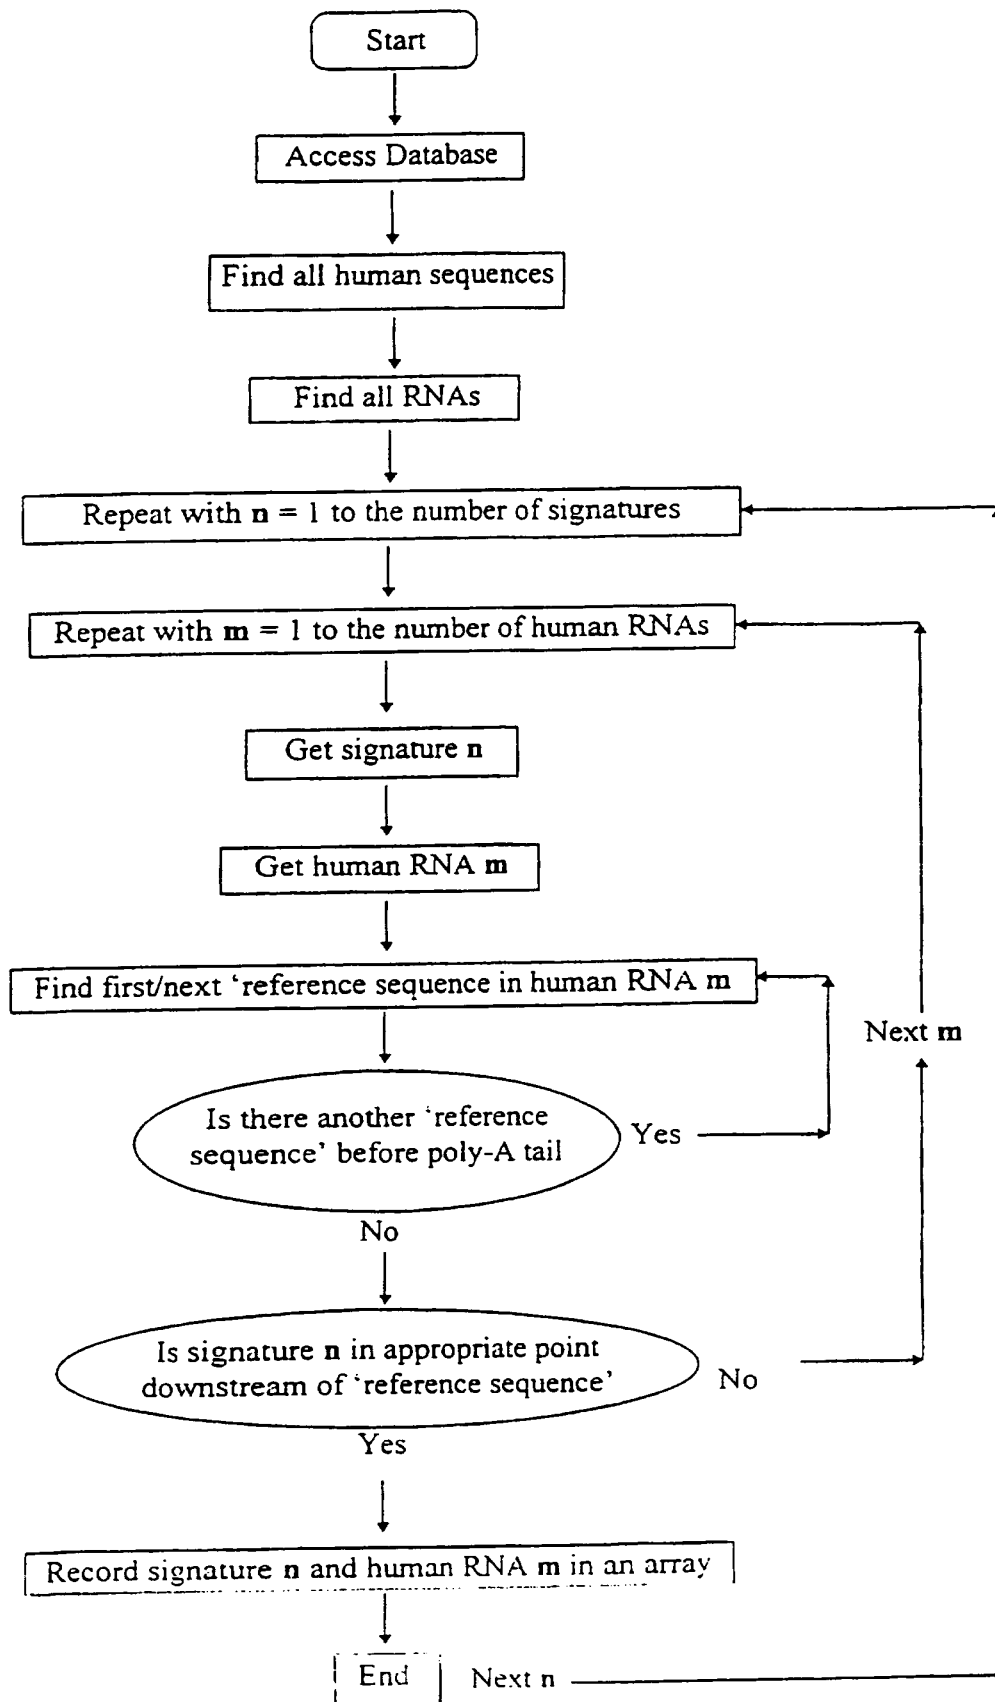 Start
Access Database
Find all human sequences
Find all RNAs
Repeat with n = 1 to the number of signatures
Repeat with m = 1 to the number of human RNAs
Get signature n
Get human RNA m
Find first/next ‘reference sequence in human RNA m
Next m
Is there another ‘reference
sequence’ before poly-A tail
Yes
No
Is signature n in appropriate point
downstream of ‘reference sequence’
No
Yes
Record signature n and human RNA m in an array
End
Next n